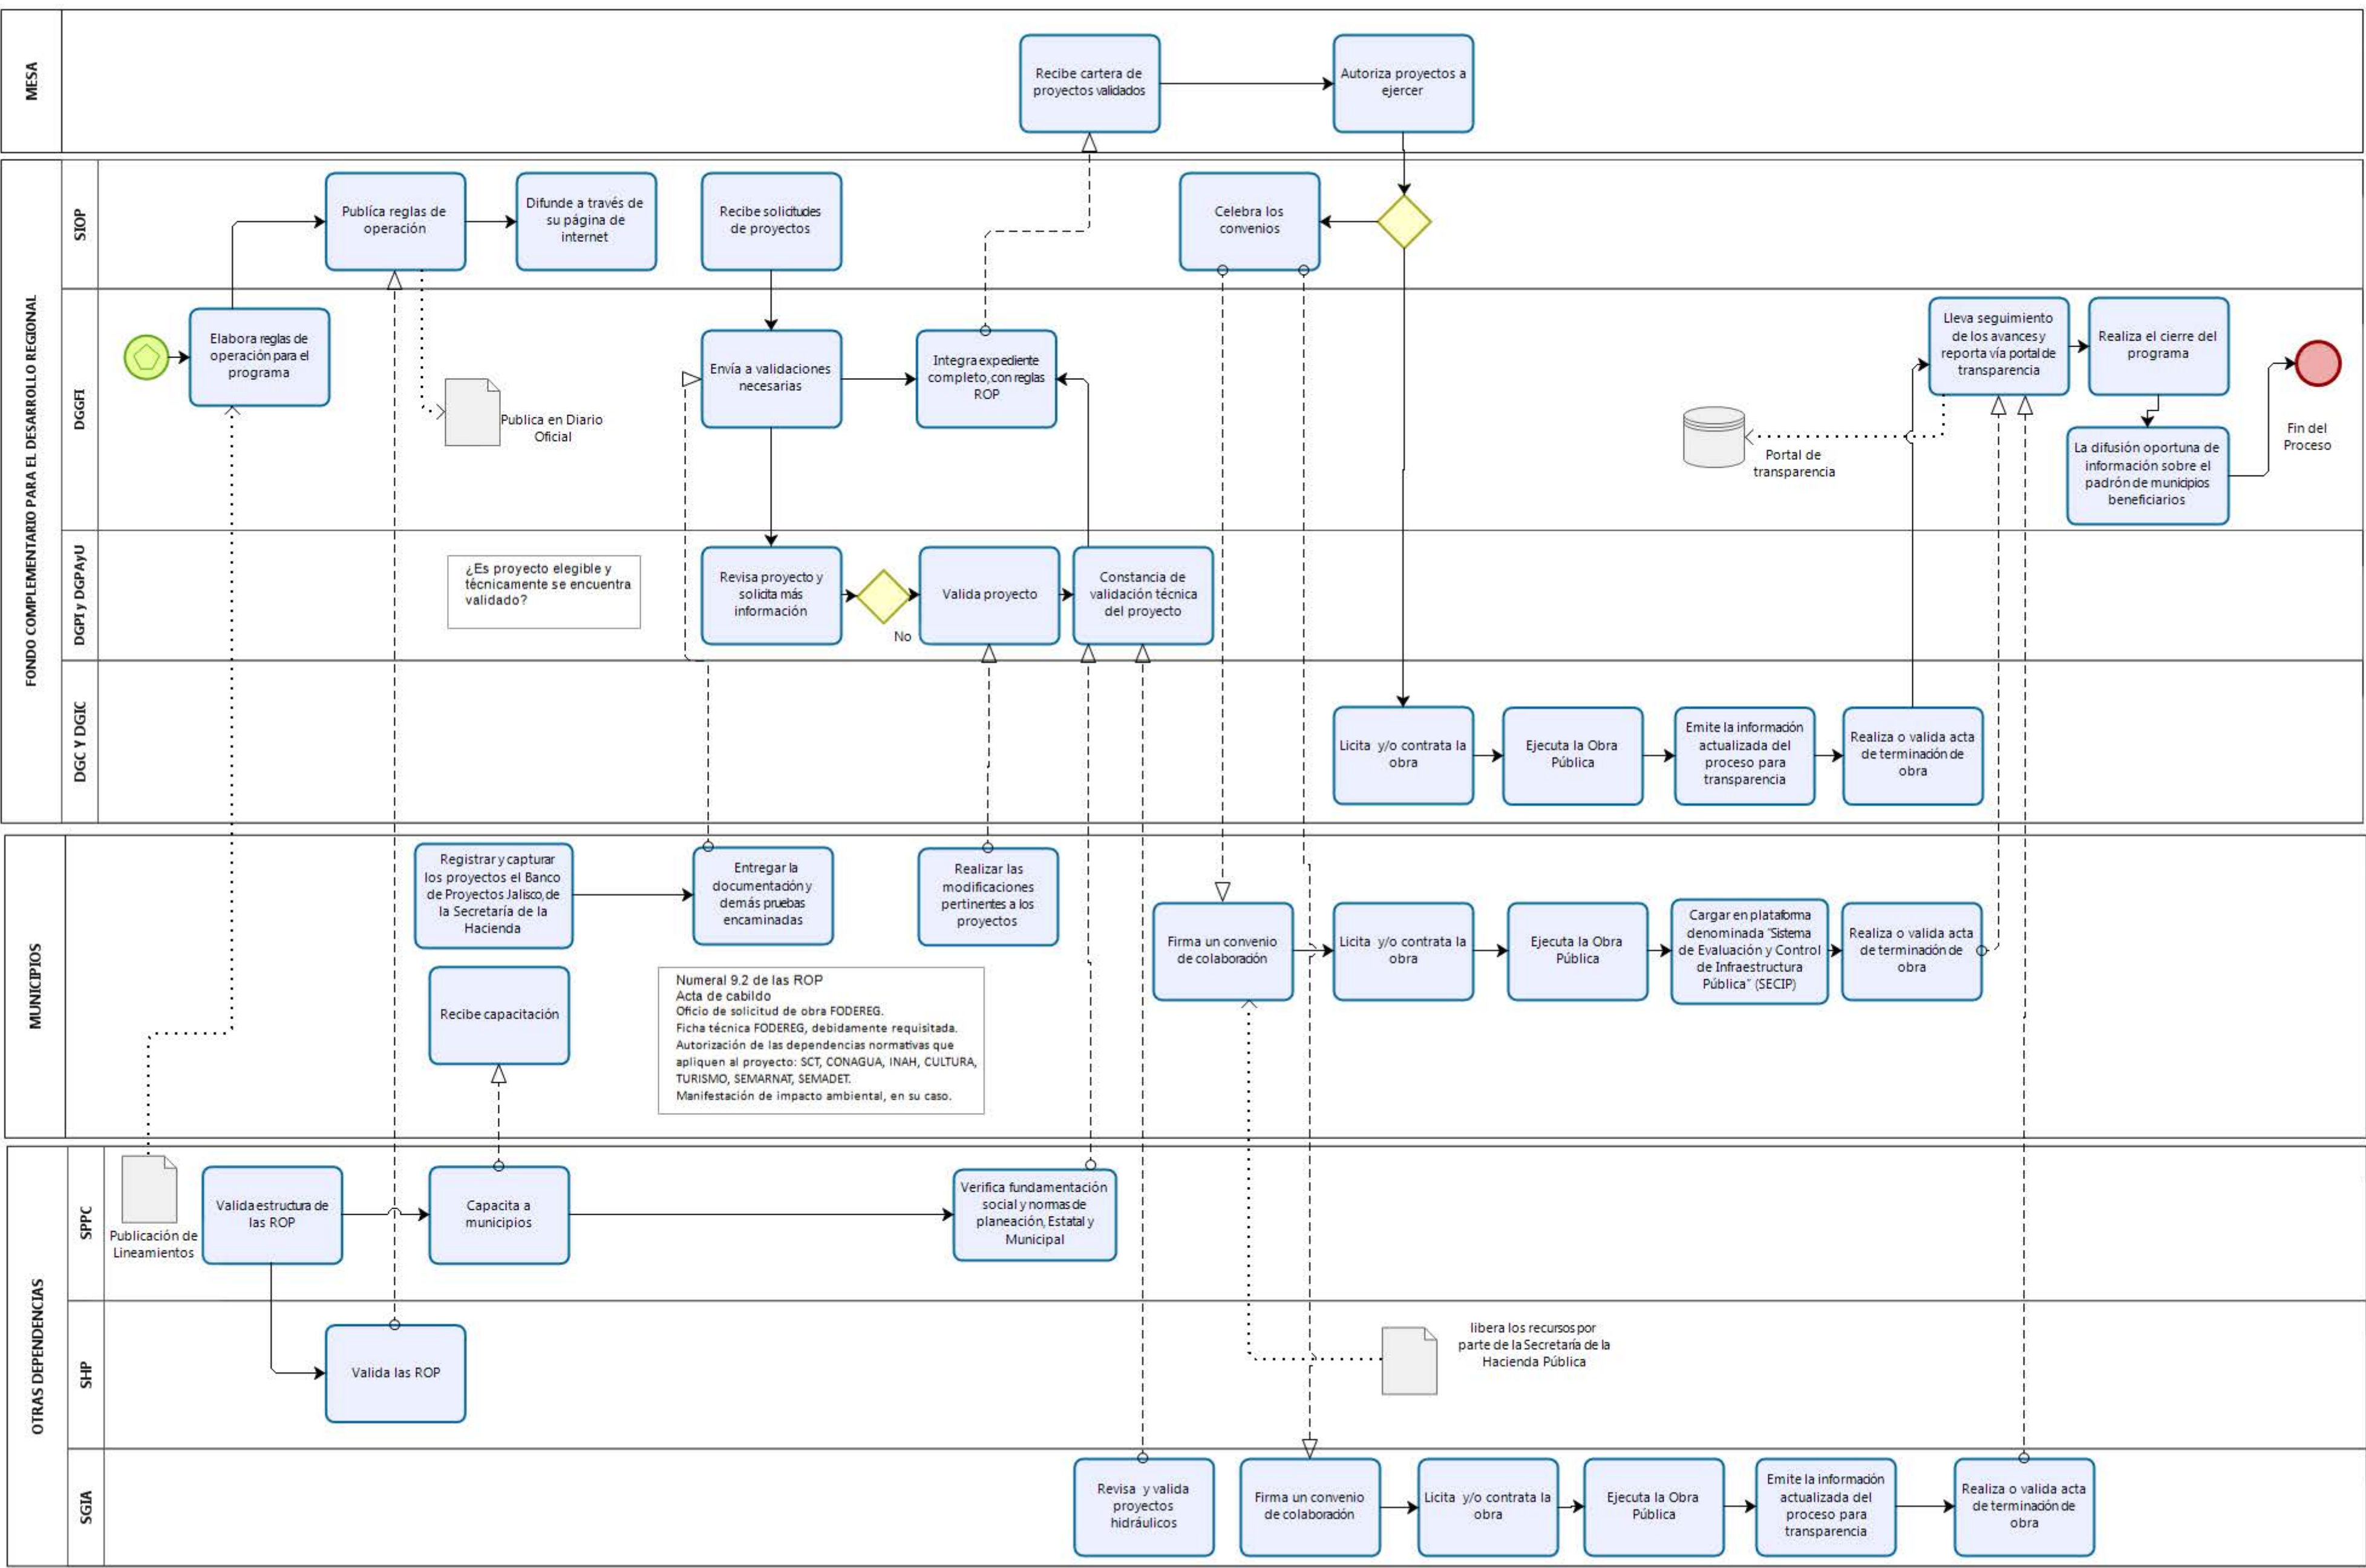 MESA
Recibe cartera de
proyectos validados
Autoriza proyectos a
ejercer
FONDO COMPLEMENTARIO PARA EL DESARROLLO REGIONAL
SIOP
Publíca reglas de
operación
Difunde a través de
su página de
internet
Recibe solicitudes
de proyectos
Celebra los
convenios
DGGFI
Elabora reglas de
operación para el
programa
Publica en Diario
Oficial
Envía a validaciones
necesarias
Integra expediente
completo, con reglas
ROP
Portal de
transparencia
Lleva seguimiento
de los avances y
reporta vía portal de
transparencia
Realiza el cierre del
programa
La difusión oportuna de
información sobre el
padrón de municipios
beneficiarios
Fin del
Proceso
DGPI y DGPAyU
¿Es proyecto elegible y
técnicamente se encuentra
validado?
Revisa proyecto y
solicita más
información
No
Valida proyecto
Constancia de
validación técnica
del proyecto
DGC Y DGIC
Licita y/o contrata la
obra
Ejecuta la Obra
Pública
Emite la información
actualizada del
proceso para
transparencia
Realiza o valida acta
de terminación de
obra
MUNICIPIOS
Registrar y capturar
los proyectos el Banco
de Proyectos Jalisco, de
la Secretaría de la
Hacienda
Entregar la
documentación y
demás pruebas
encaminadas
Realizar las
modificaciones
pertinentes a los
proyectos
Firma un convenio
de colaboración
Licita y/o contrata la
obra
Ejecuta la Obra
Pública
Cargar en plataforma
denominada "Sistema
de Evaluación y Control
de Infraestructura
Pública" (SECIP)
Realiza o valida acta
de terminación de
obra
Recibe capacitación
Numeral 9.2 de las ROP
Acta de cabildo
Oficio de solicitud de obra FODEREG.
Ficha técnica FODEREG, debidamente requisitada.
Autorización de las dependencias normativas que
apliquen al proyecto: SCT, CONAGUA, INAH, CULTURA,
TURISMO, SEMARNAT, SEMADET.
Manifestación de impacto ambiental, en su caso.
OTRAS DEPENDENCIAS
SPPC
Publicación de
Lineamientos
Valida estructura de
las ROP
Capacita a
municipios
Verifica fundamentación
social y normas de
planeación, Estatal y
Municipal
SHP
Valida las ROP
libera los recursos por
parte de la Secretaría de la
Hacienda Pública
SGIA
Revisa y valida
proyectos
hidráulicos
Firma un convenio
de colaboración
Licita y/o contrata la
obra
Ejecuta la Obra
Pública
Emite la información
actualizada del
proceso para
transparencia
Realiza o valida acta
de terminación de
obra